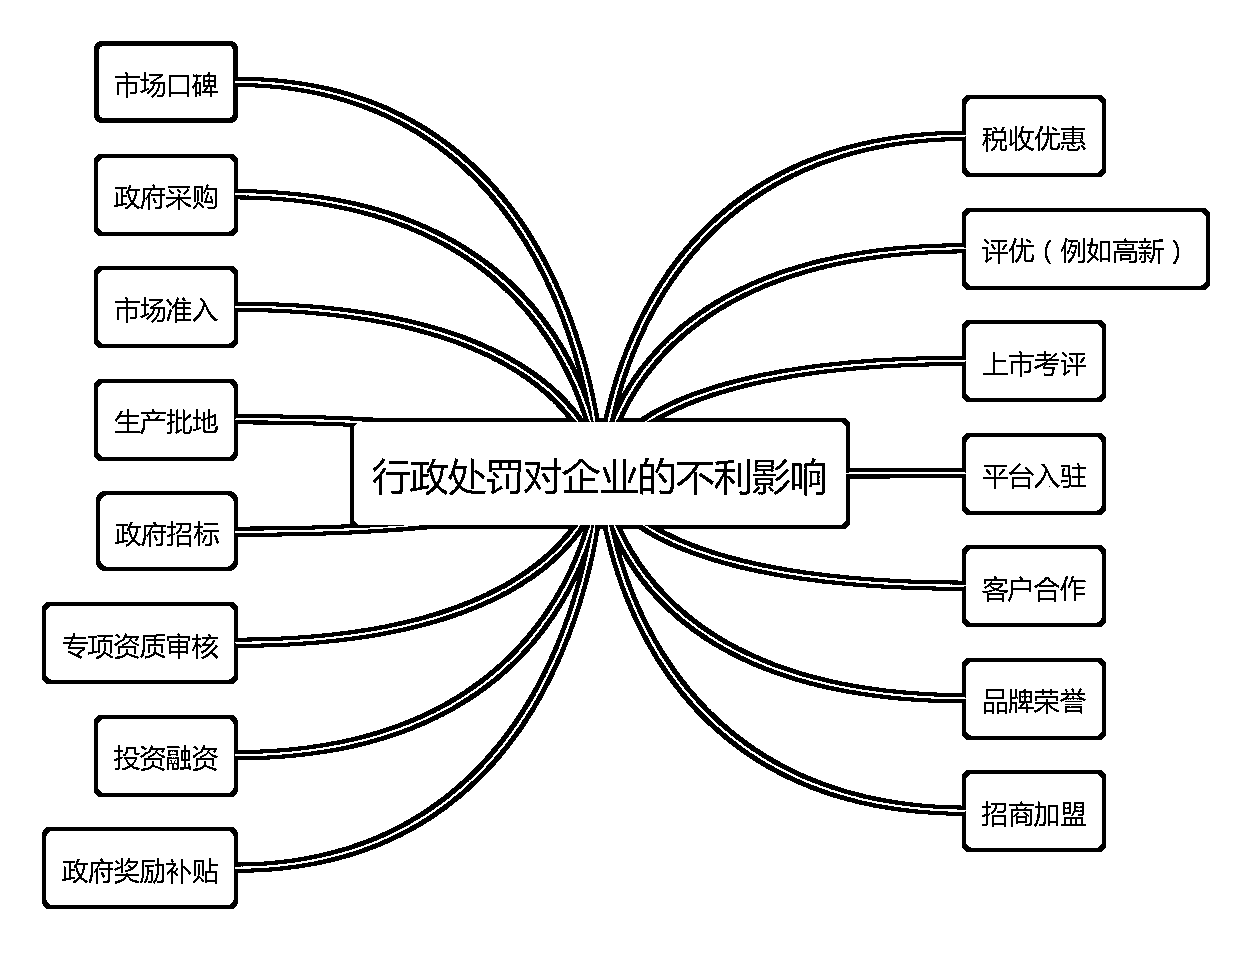 市场口碑
政府采购
市场准入
生产批地
政府招标
专项资质审核
投资融资
政府奖励补贴
行政处罚对企业的不利影响
税收优惠
评优（例如高新）
上市考评
平台入驻
客户合作
品牌荣誉
招商加盟